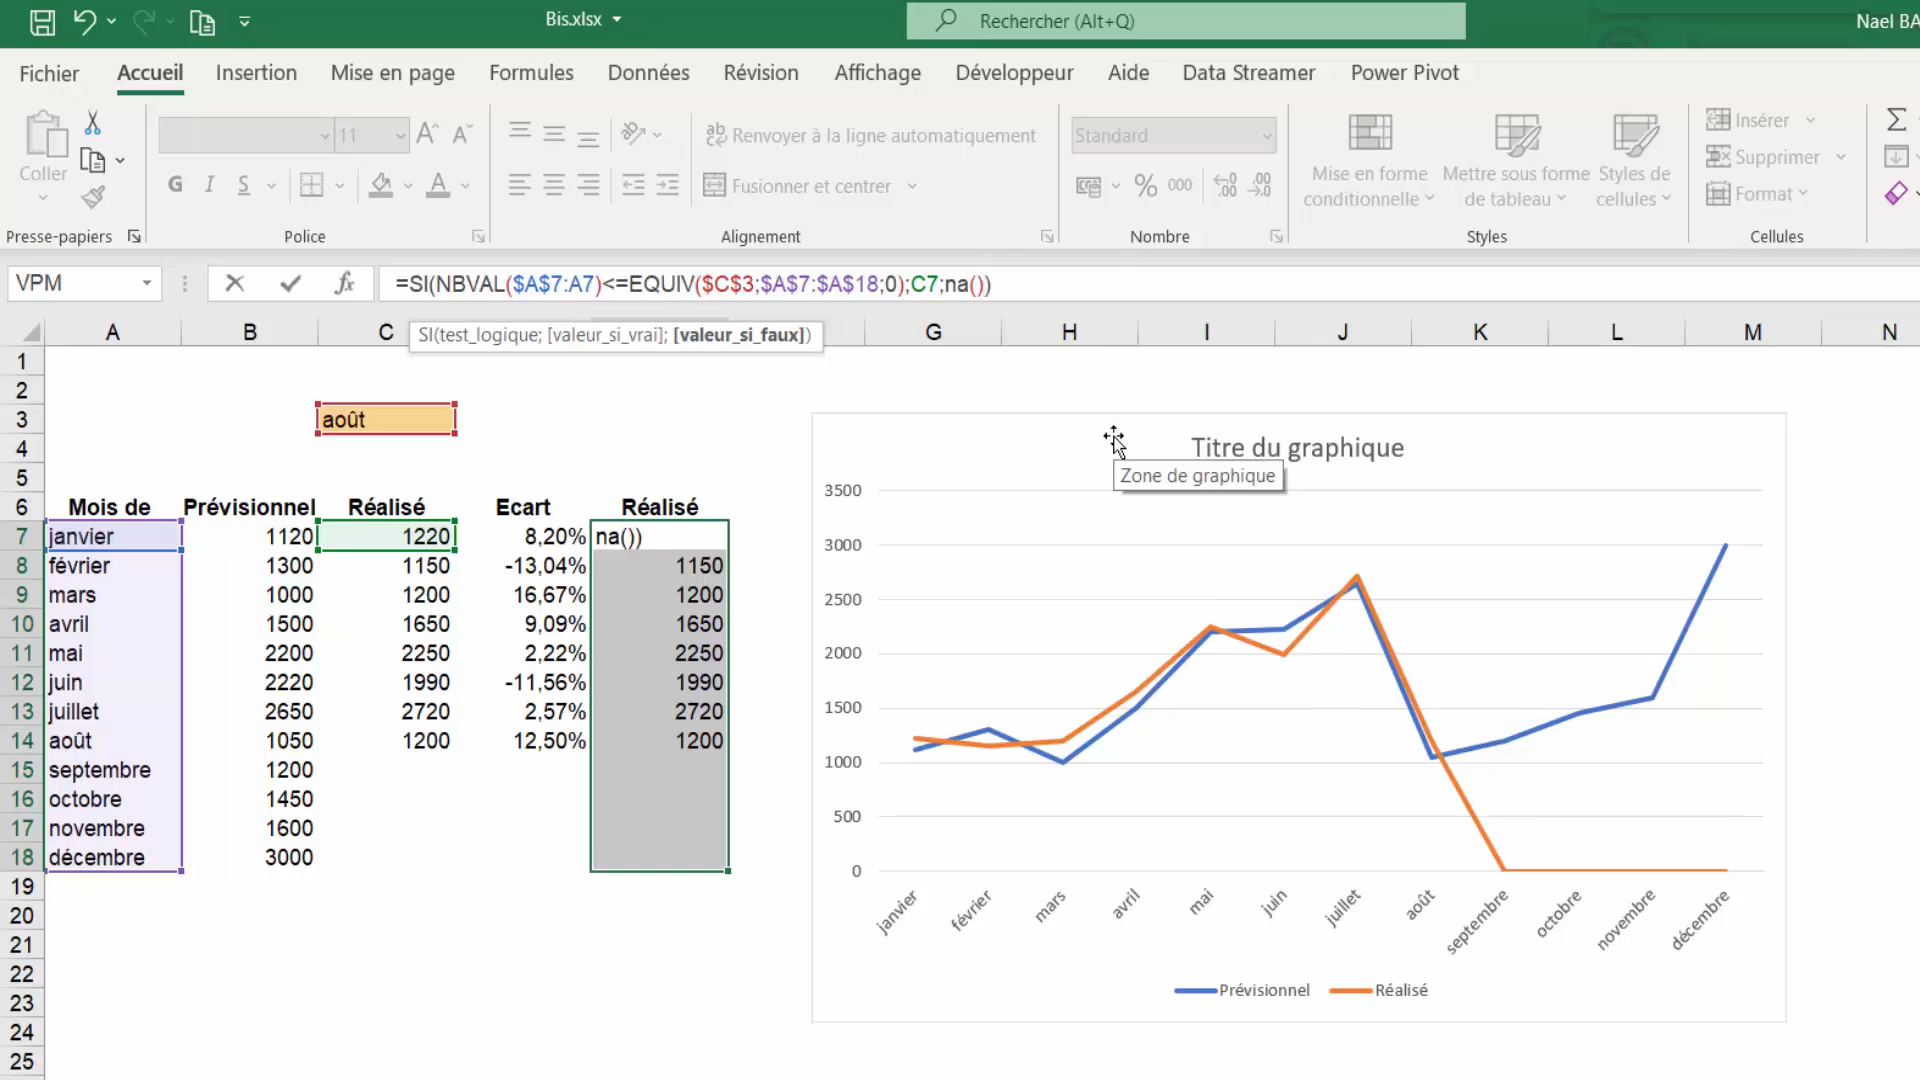 Bis.xlsx
Rechercher (Alt+Q)
Nael BA
Fichier Accueil Insertion Mise en page Formules Données Révision Affichage Développeur Aide Data Streamer Power Pivot
Coller
11
G I S
ab Renvoyer à la ligne automatiquement
Fusionner et centrer
Standard
% 000
Mise en forme conditionnelle
Mettre sous forme de tableau
Styles de cellules
Insérer
Supprimer
Format
Presse-papiers Police Alignement Nombre Styles Cellules
VPM
fx
=SI(NBVAL($A$7:A7)<=EQUIV($C$3;$A$7:$A$18;0);C7;na())
SI(test_logique; [valeur_si_vrai]; [valeur_si_faux])
A B C G H I J K L M N
1
2
3 août
4
5
6 Mois de Prévisionnel Réalisé Ecart Réalisé
7 janvier 1120 1220 8,20% na())
8 février 1300 1150 -13,04% 1150
9 mars 1000 1200 16,67% 1200
10 avril 1500 1650 9,09% 1650
11 mai 2200 2250 2,22% 2250
12 juin 2220 1990 -11,56% 1990
13 juillet 2650 2720 2,57% 2720
14 août 1050 1200 12,50% 1200
15 septembre 1200
16 octobre 1450
17 novembre 1600
18 décembre 3000
19
20
21
22
23
24
25
Titre du graphique
Zone de graphique
3500
3000
2500
2000
1500
1000
500
0
janvier février mars avril mai juin juillet août septembre octobre novembre décembre
Prévisionnel Réalisé